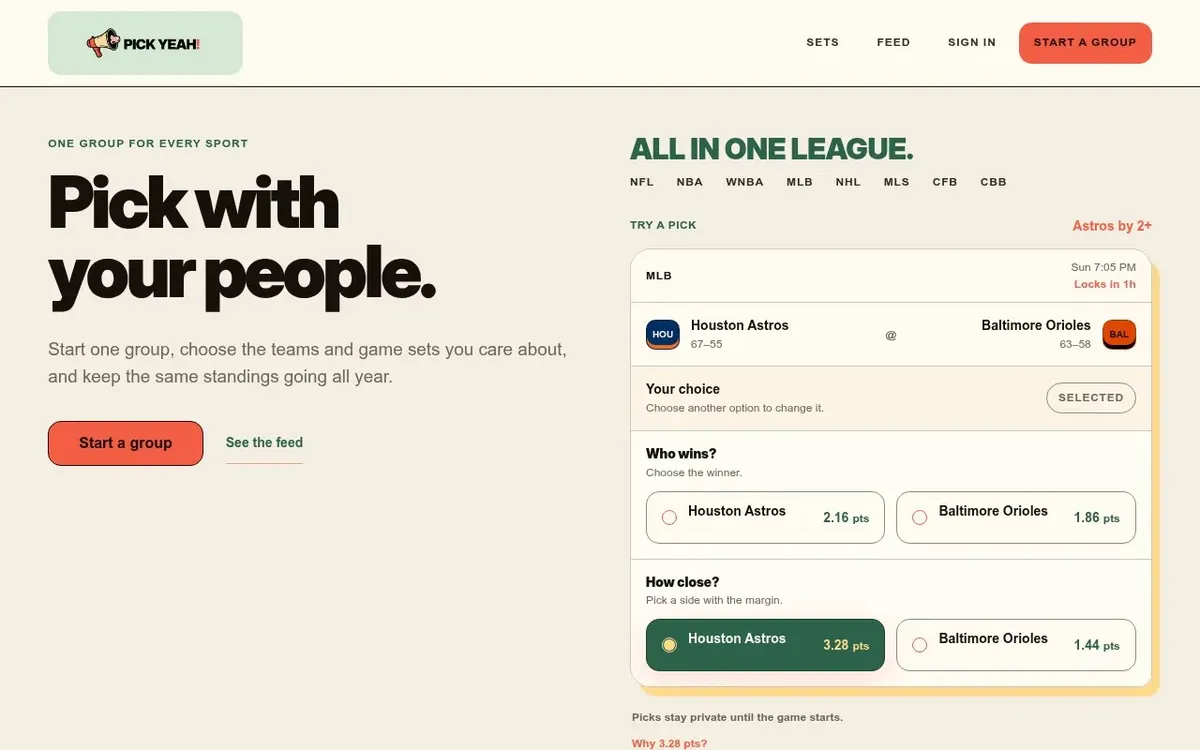 PICK YEAH!
SETS
FEED
SIGN IN
START A GROUP
ONE GROUP FOR EVERY SPORT
Pick with
your people.
Start one group, choose the teams and game sets you care about,
and keep the same standings going all year.
Start a group
See the feed
ALL IN ONE LEAGUE.
NFL NBA WNBA MLB NHL MLS CFB CBB
TRY A PICK
Astros by 2+
MLB
Sun 7:05 PM
Locks in 1h
HOU
Houston Astros
67–55
@
Baltimore Orioles
63–58
BAL
Your choice
Choose another option to change it.
SELECTED
Who wins?
Choose the winner.
Houston Astros 2.16 pts
Baltimore Orioles 1.86 pts
How close?
Pick a side with the margin.
Houston Astros 3.28 pts
Baltimore Orioles 1.44 pts
Picks stay private until the game starts.
Why 3.28 pts?